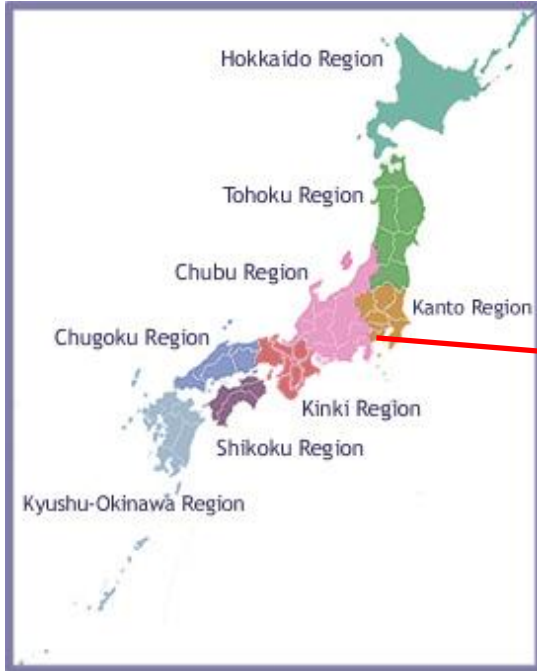 Hokkaido Region
Tohoku Region
Chubu Region
Kanto Region
Chugoku Region
Kinki Region
Shikoku Region
Kyushu-Okinawa Region